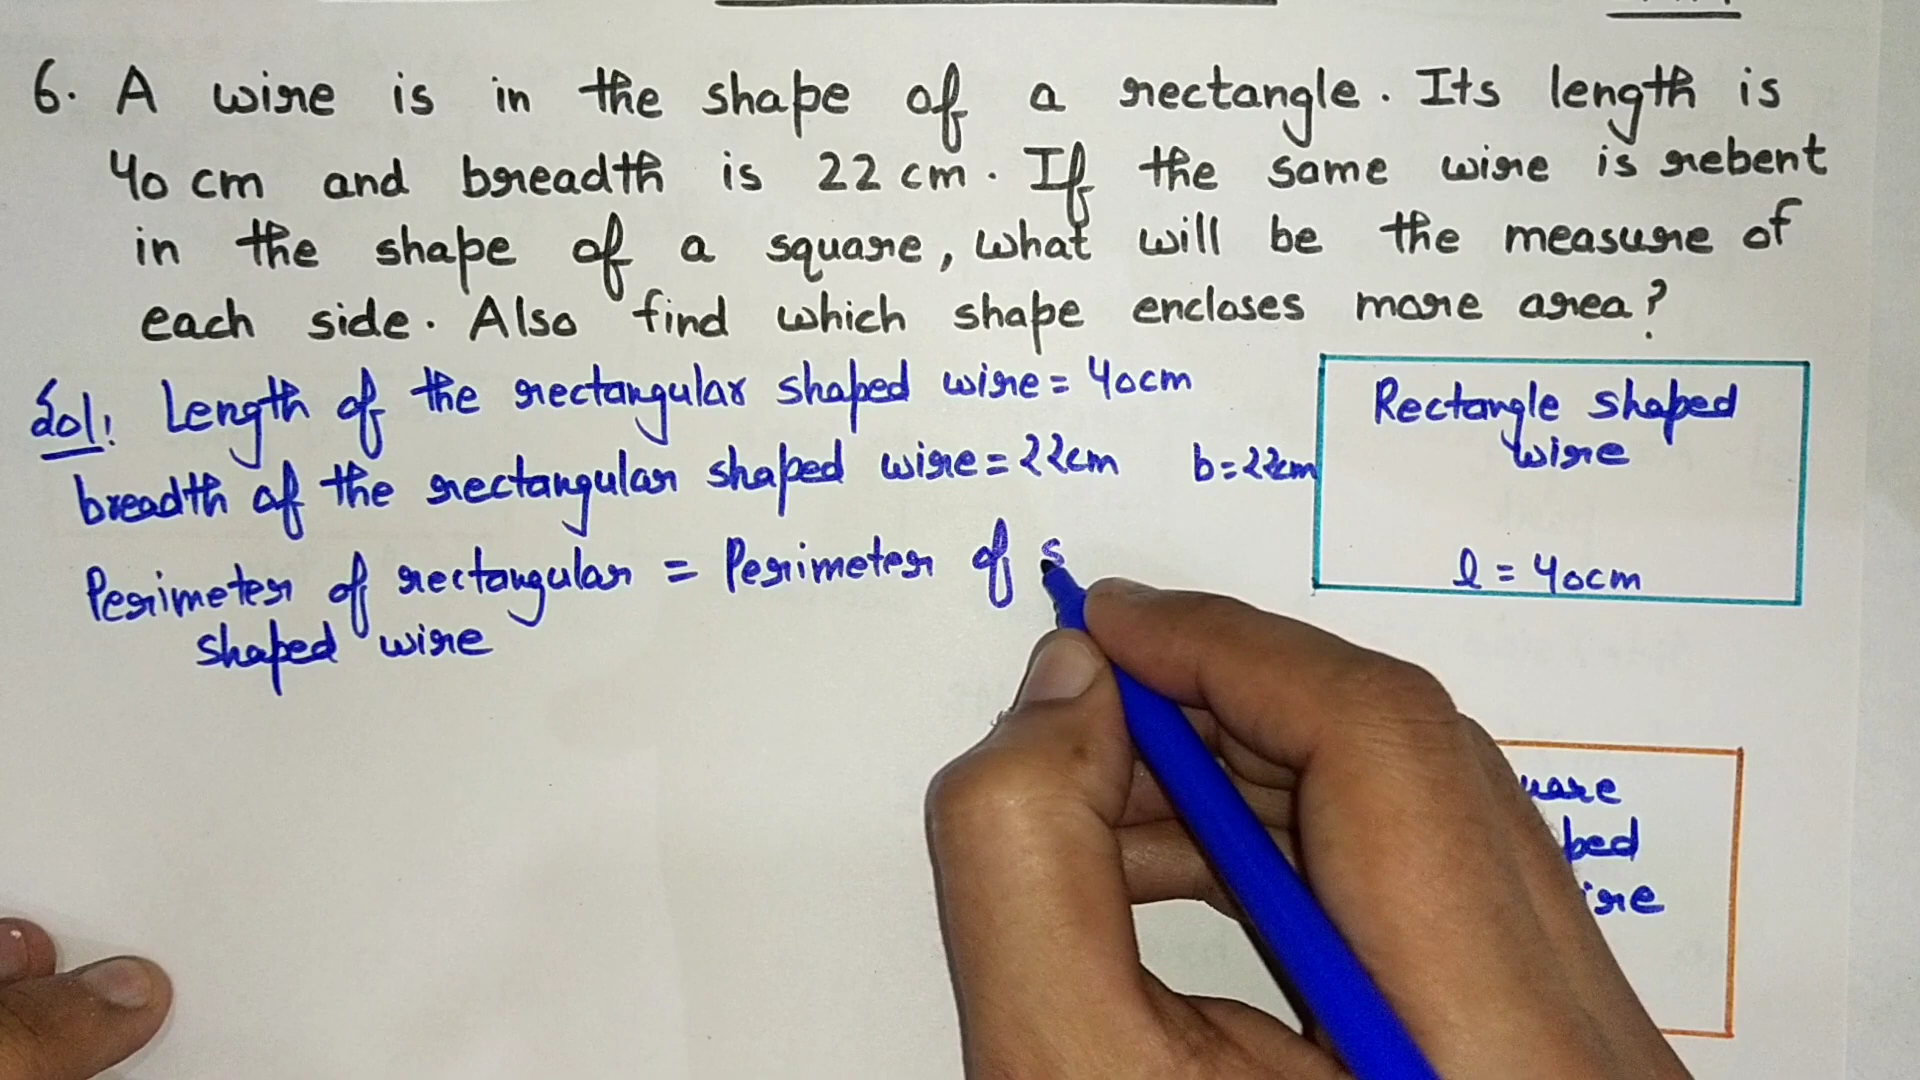 6. A wire is in the shape of a rectangle. Its length is
40 cm and breadth is 22 cm. If the same wire is rebent
in the shape of a square, what will be the measure of
each side. Also find which shape encloses more area?
Sol: Length of the rectangular shaped wire = 40cm
breadth of the rectangular shaped wire = 22cm
Perimeter of rectangular = Perimeter of s
shaped wire
Rectangle shaped
wire
b = 22cm
l = 40cm